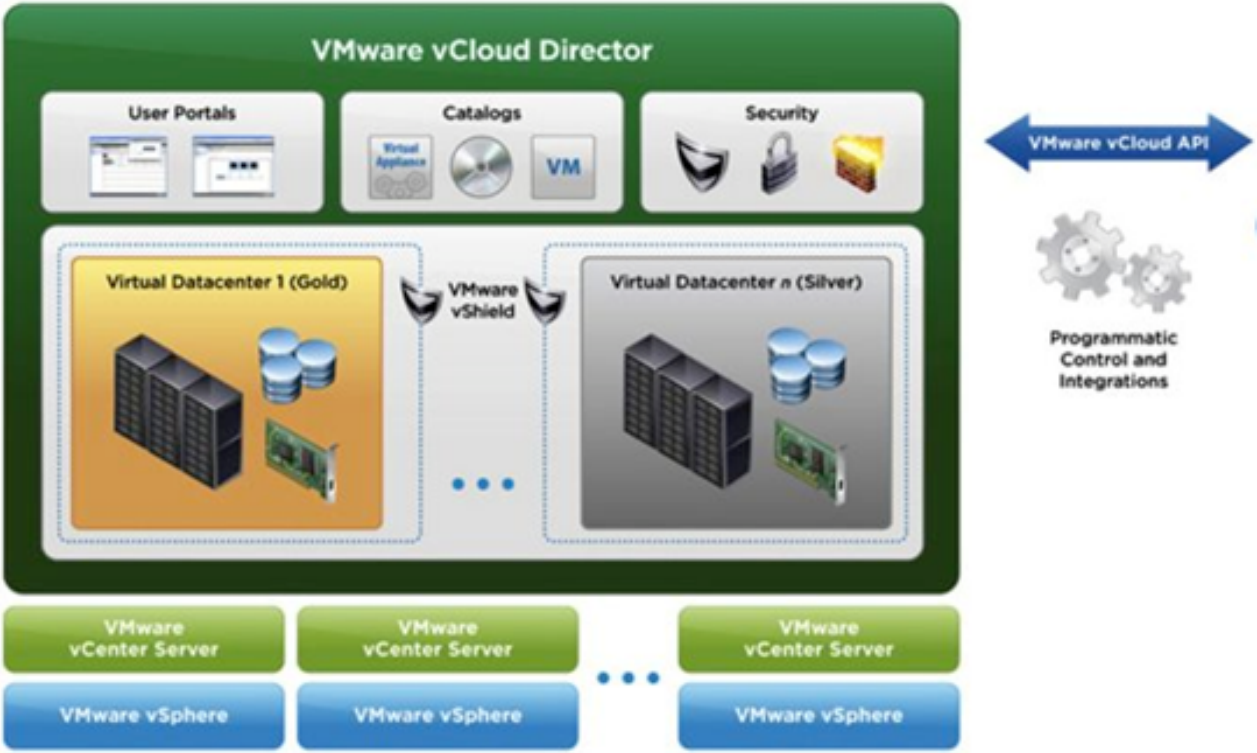 VMware vCloud Director
User Portals
Catalogs
Security
Virtual
Appliance
VM
VMware vCloud API
Virtual Datacenter 1 (Gold)
VMware
vShield
Virtual Datacenter n (Silver)
Programmatic
Control and
Integrations
VMware
vCenter Server
VMware
vCenter Server
VMware
vCenter Server
VMware vSphere
VMware vSphere
VMware vSphere